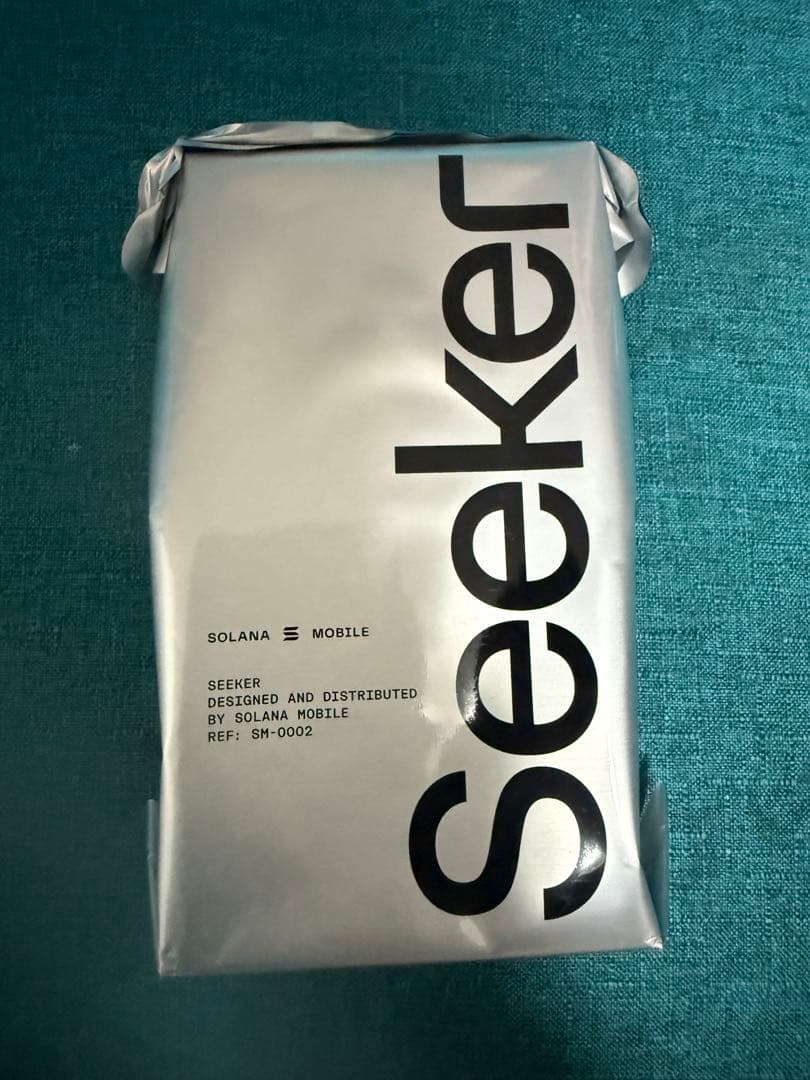 Seeker
SOLANA MOBILE
SEEKER
DESIGNED AND DISTRIBUTED
BY SOLANA MOBILE
REF: SM-0002